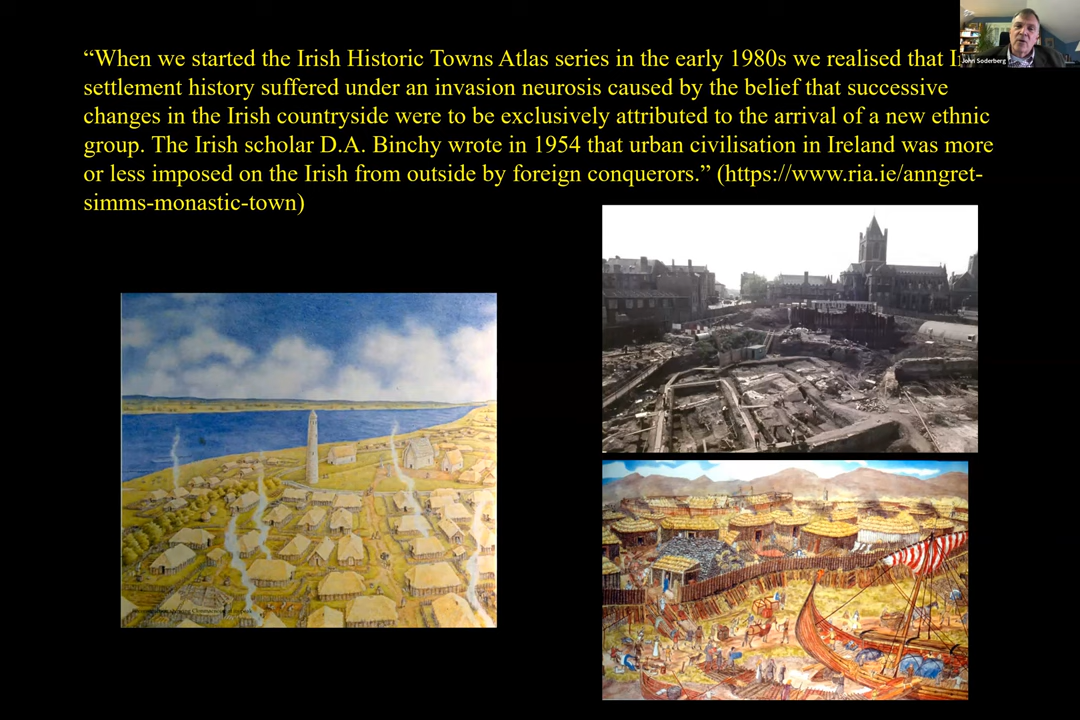 “When we started the Irish Historic Towns Atlas series in the early 1980s we realised that
settlement history suffered under an invasion neurosis caused by the belief that successive
changes in the Irish countryside were to be exclusively attributed to the arrival of a new ethnic
group. The Irish scholar D.A. Binchy wrote in 1954 that urban civilisation in Ireland was more
or less imposed on the Irish from outside by foreign conquerors.” (https://www.ria.ie/anngret-
simms-monastic-town)
John Soderberg